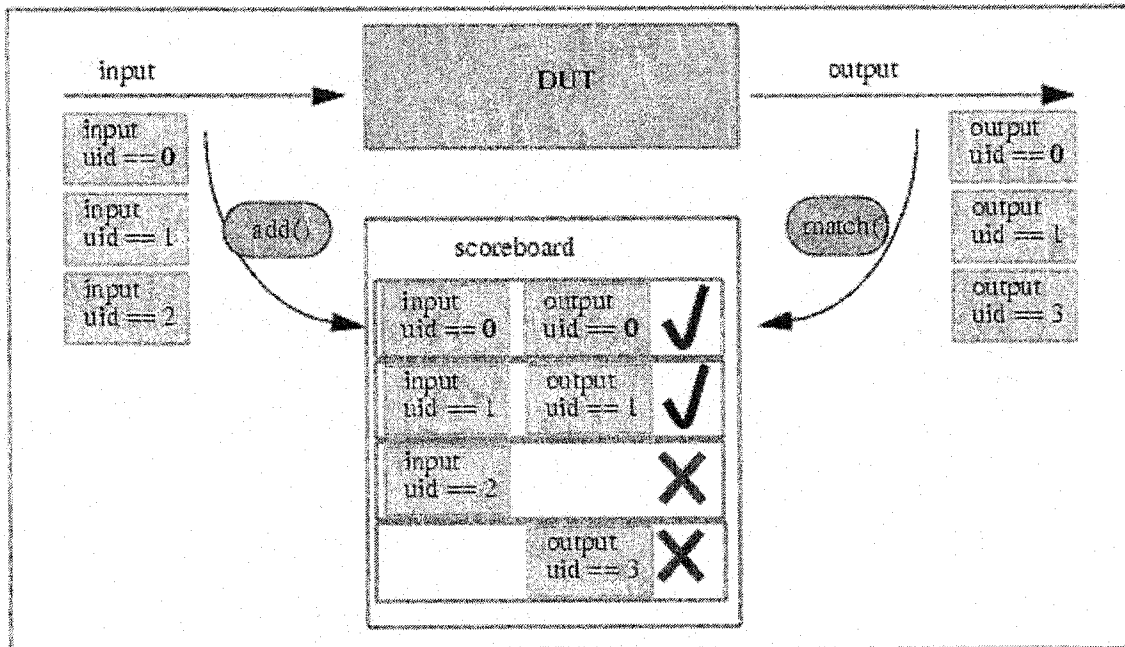 input
DUT
output
input
uid == 0
input
uid == 1
input
uid == 2
add()
match()
output
uid == 0
output
uid == 1
output
uid == 3
scoreboard
input
uid == 0
output
uid == 0
input
uid == 1
output
uid == 1
input
uid == 2
output
uid == 3